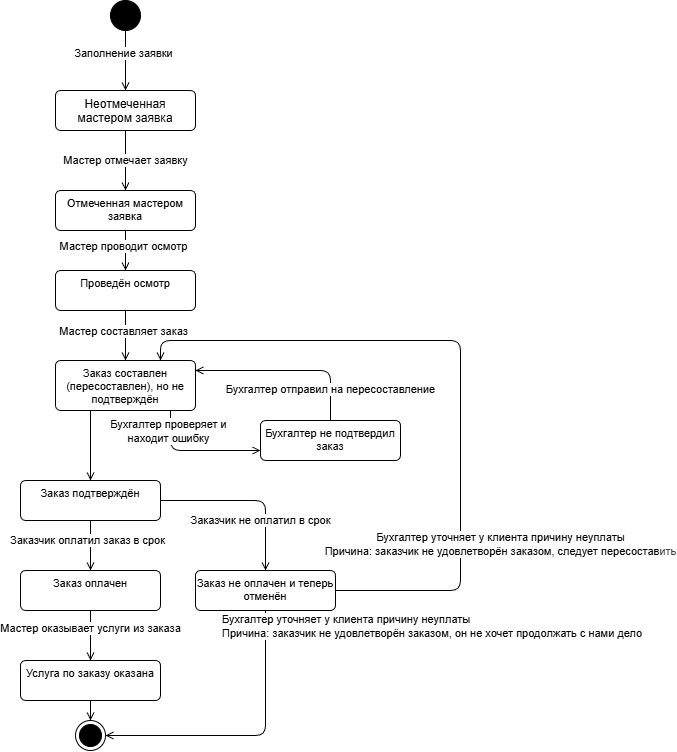 Заполнение заявки
Неотмеченная
мастером заявка
Мастер отмечает заявку
Отмеченная мастером
заявка
Мастер проводит осмотр
Проведён осмотр
Мастер составляет заказ
Заказ составлен
(пересоставлен), но не
подтверждён
Бухгалтер отправил на пересоставление
Бухгалтер проверяет и
находит ошибку
Бухгалтер не подтвердил
заказ
Заказ подтверждён
Заказчик не оплатил в срок
Заказчик оплатил заказ в срок
Бухгалтер уточняет у клиента причину неуплаты
Причина: заказчик не удовлетворён заказом, следует пересоставить
Заказ оплачен
Заказ не оплачен и теперь
отменён
Бухгалтер уточняет у клиента причину неуплаты
Причина: заказчик не удовлетворён заказом, он не хочет продолжать с нами дело
Мастер оказывает услуги из заказа
Услуга по заказу оказана